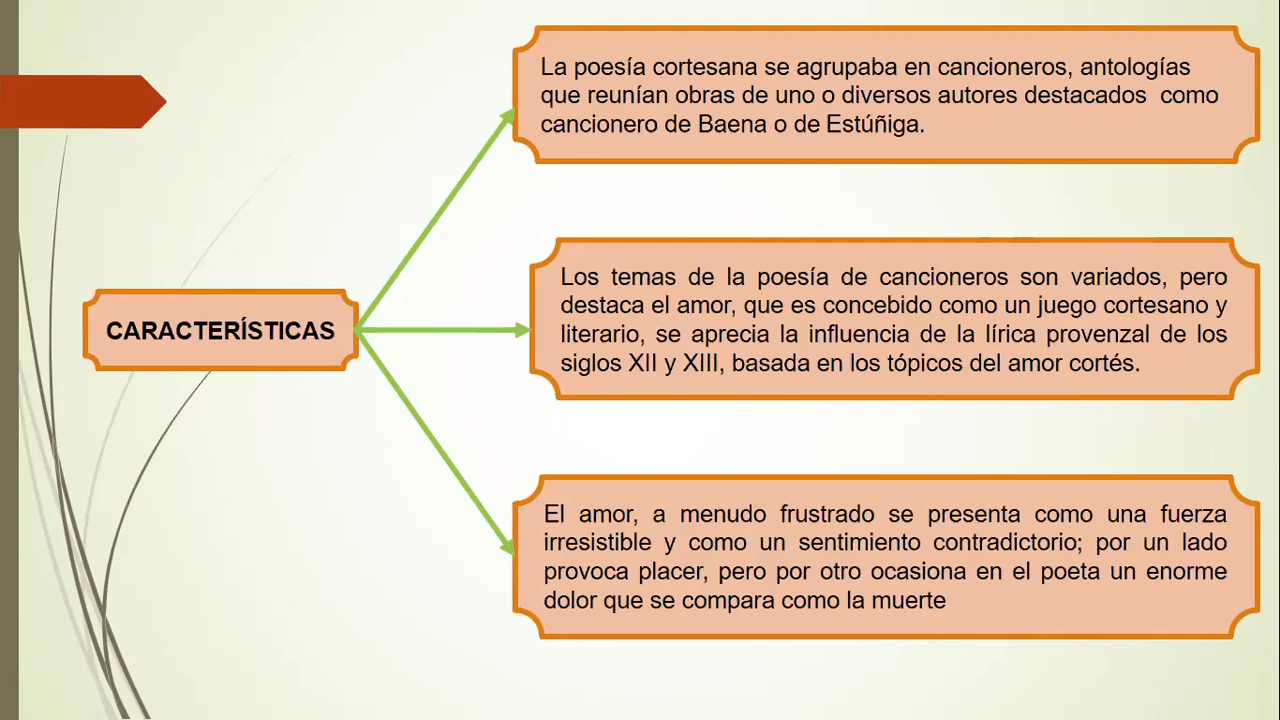 La poesía cortesana se agrupaba en cancioneros, antologías
que reunían obras de uno o diversos autores destacados  como
cancionero de Baena o de Estúñiga.
CARACTERÍSTICAS
Los temas de la poesía de cancioneros son variados, pero
destaca el amor, que es concebido como un juego cortesano y
literario, se aprecia la influencia de la lírica provenzal de los
siglos XII y XIII, basada en los tópicos del amor cortés.
El amor, a menudo frustrado se presenta como una fuerza
irresistible y como un sentimiento contradictorio; por un lado
provoca placer, pero por otro ocasiona en el poeta un enorme
dolor que se compara como la muerte